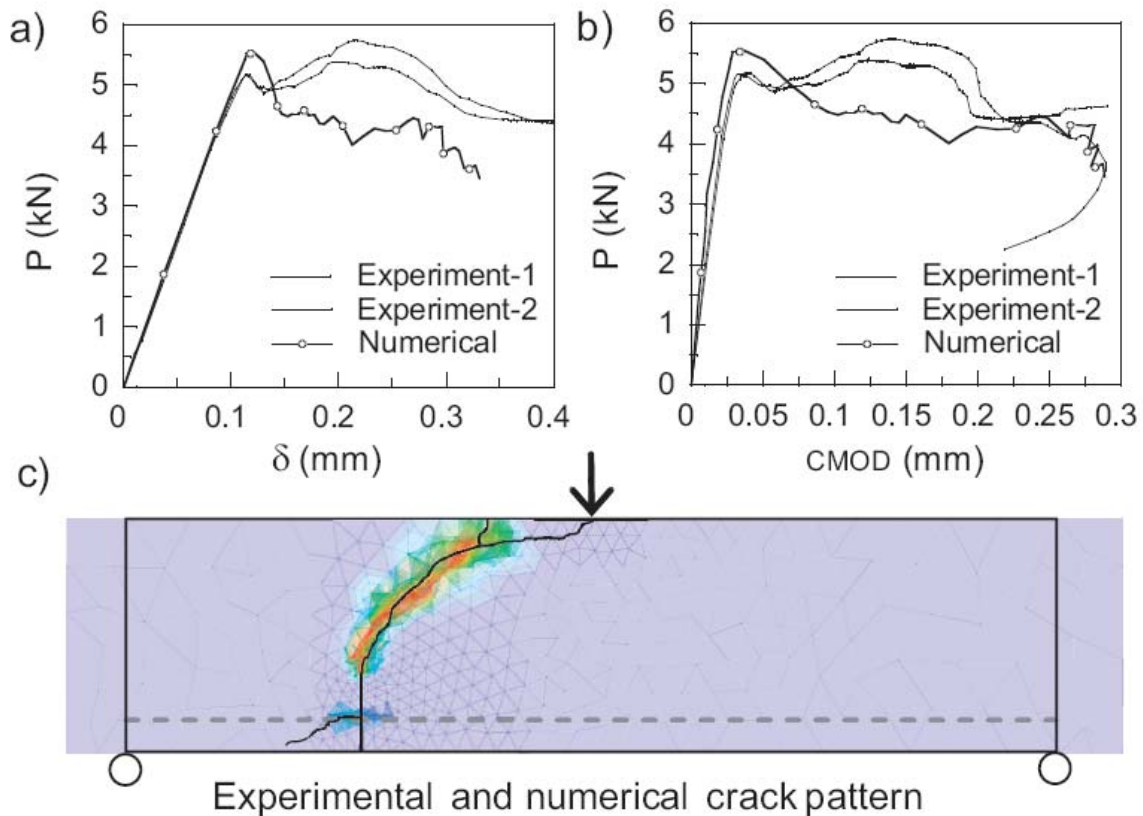 a)
6
5
4
3
2
1
0
P (kN)
Experiment-1
Experiment-2
Numerical
0 0.1 0.2 0.3 0.4
δ (mm)
b)
6
5
4
3
2
1
0
P (kN)
Experiment-1
Experiment-2
Numerical
0 0.05 0.1 0.15 0.2 0.25 0.3
CMOD (mm)
c)
Experimental and numerical crack pattern